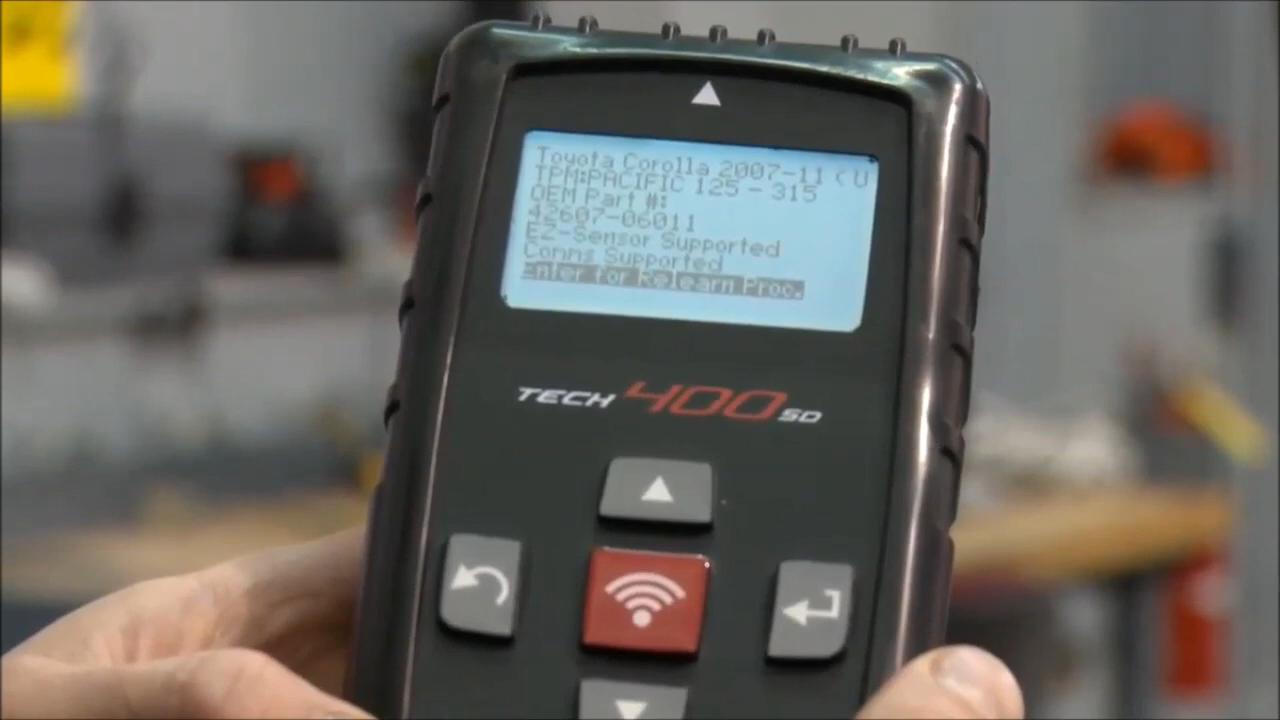 Toyota Corolla 2007-11 < U
TPM:PACIFIC 125 - 315
OEM Part #:
42607-06011
EZ-Sensor Supported
Comms Supported
Enter for Relearn Proc.
TECH 400 SD